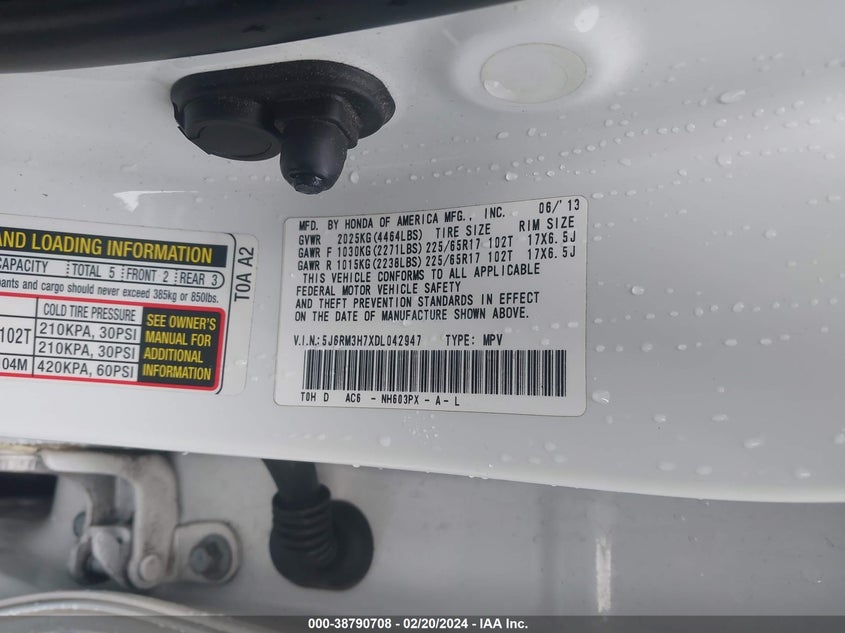 AND LOADING INFORMATION
CAPACITY TOTAL 5 FRONT 2 REAR 3
pants and cargo should never exceed 385kg or 850lbs.
COLD TIRE PRESSURE
102T 210KPA, 30PSI
210KPA, 30PSI
04M 420KPA, 60PSI
SEE OWNER'S
MANUAL FOR
ADDITIONAL
INFORMATION
T0A A2
MFD. BY HONDA OF AMERICA MFG., INC. 06/'13
GVWR 2025KG(4464LBS) TIRE SIZE RIM SIZE
GAWR F 1030KG(2271LBS) 225/65R17 102T 17X6.5J
GAWR R 1015KG(2238LBS) 225/65R17 102T 17X6.5J
THIS VEHICLE CONFORMS TO ALL APPLICABLE
FEDERAL MOTOR VEHICLE SAFETY
AND THEFT PREVENTION STANDARDS IN EFFECT
ON THE DATE OF MANUFACTURE SHOWN ABOVE.
V.I.N.:5J6RM3H7XDL042947 TYPE: MPV
T0H D AC6 - NH603PX - A - L
000-38790708 - 02/20/2024 - IAA Inc.